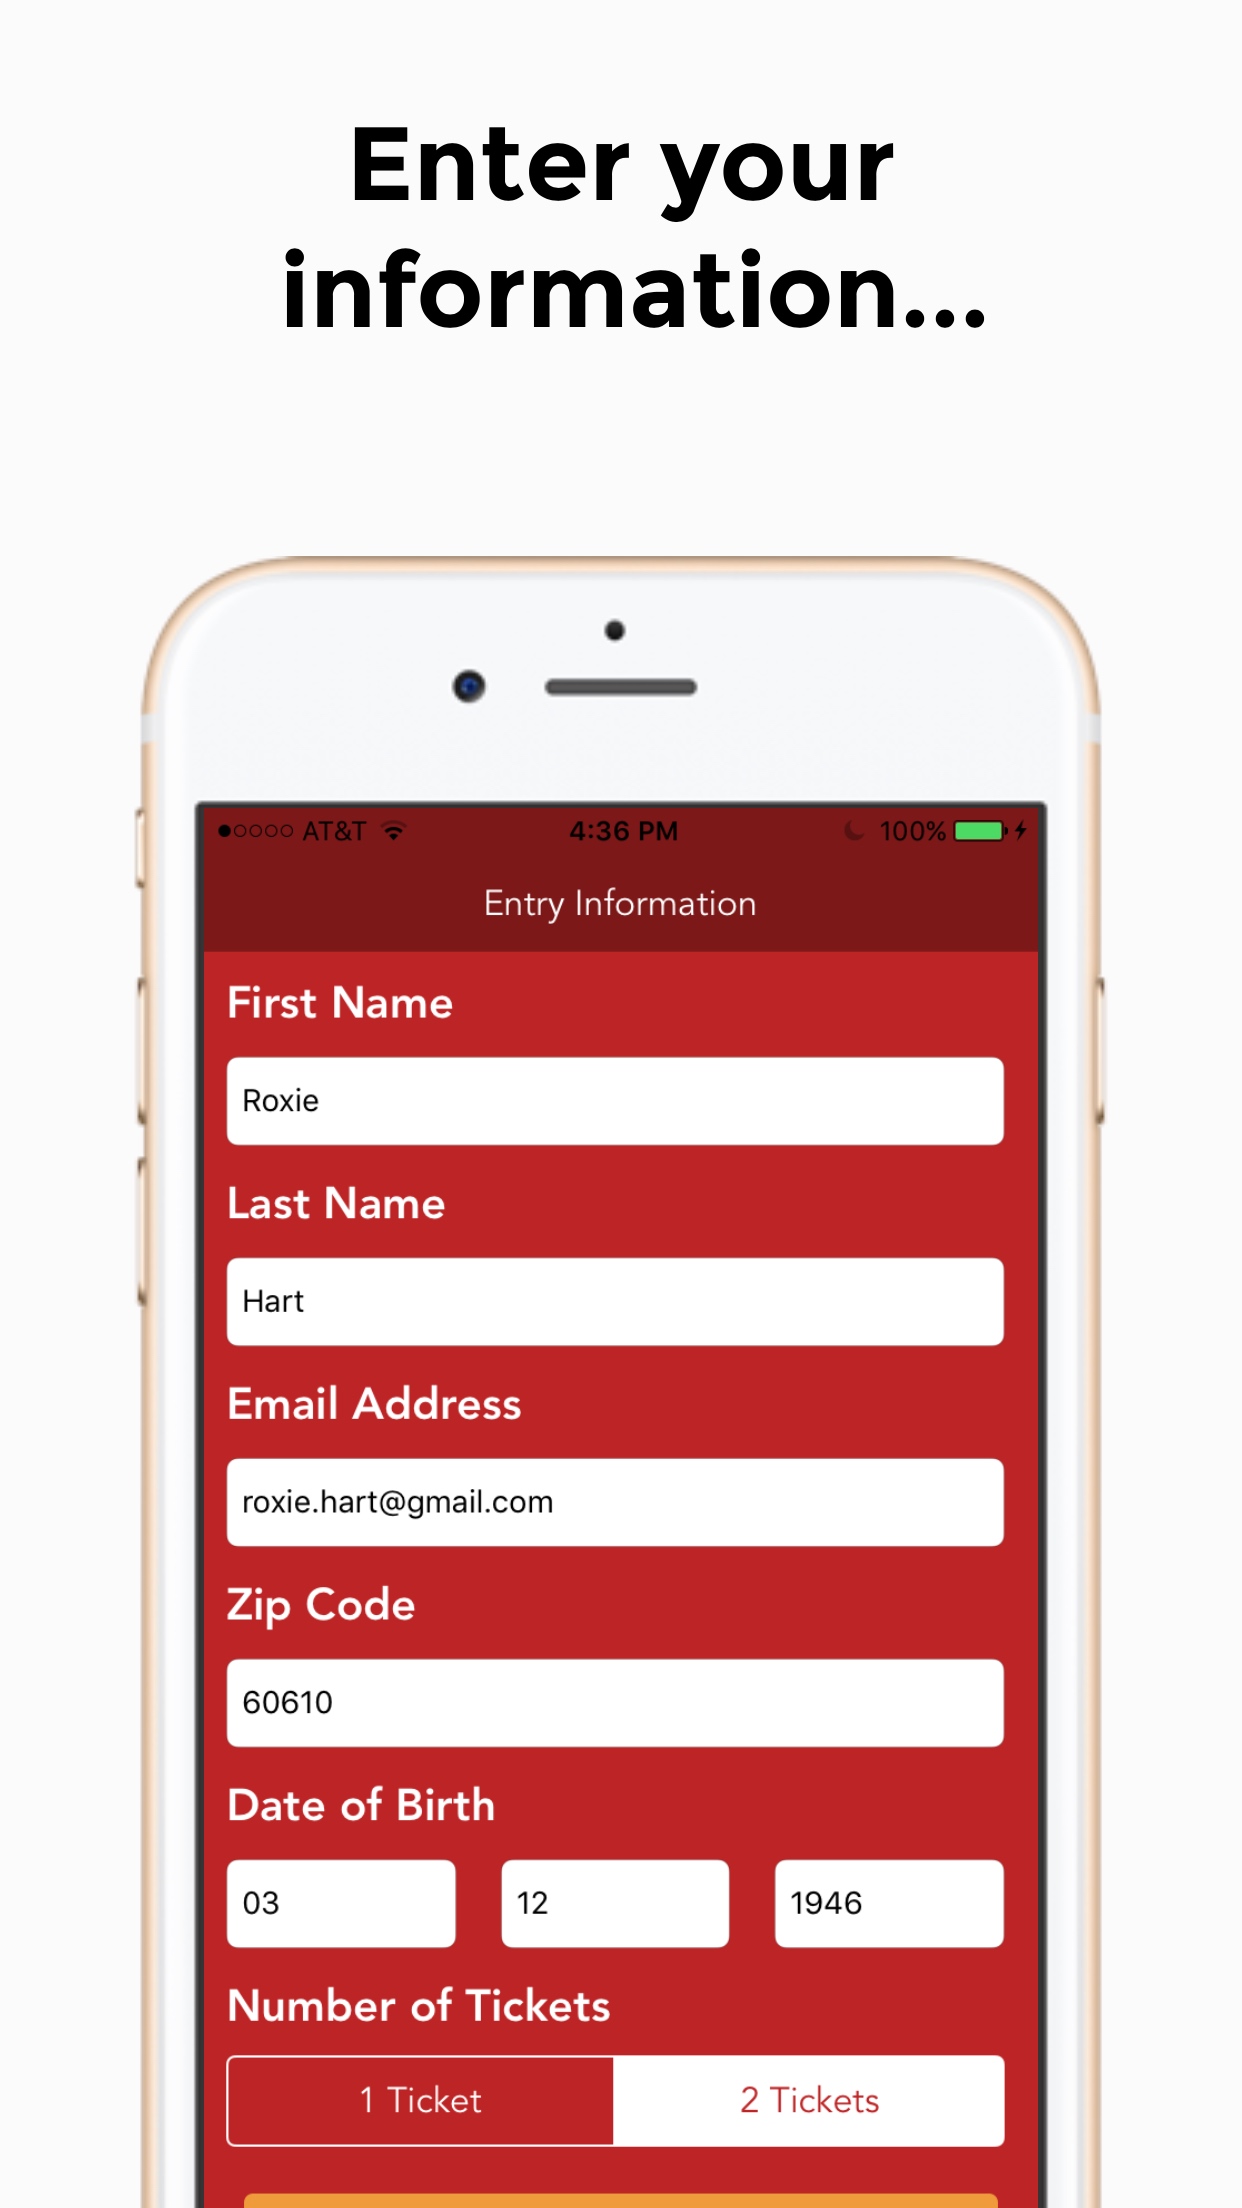 Enter your
information...
AT&T 4:36 PM 100%
Entry Information
First Name
Roxie
Last Name
Hart
Email Address
roxie.hart@gmail.com
Zip Code
60610
Date of Birth
03 12 1946
Number of Tickets
1 Ticket 2 Tickets